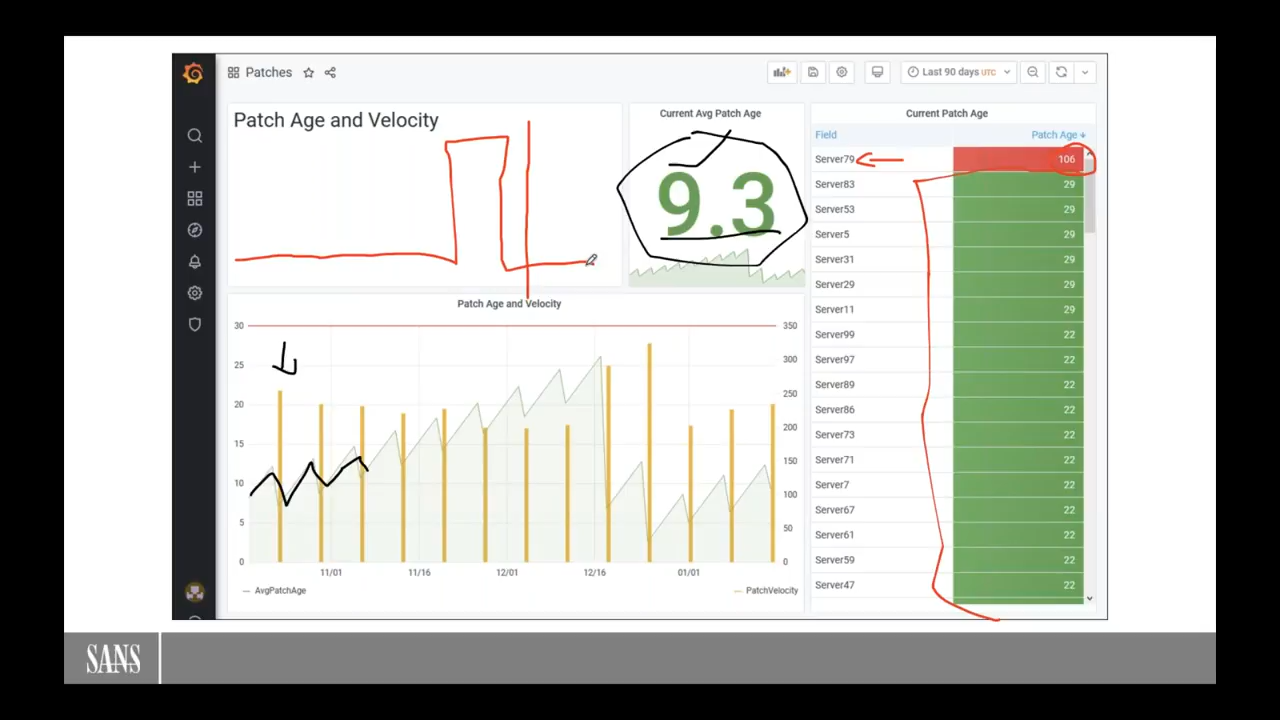 Patches
Last 90 days UTC
Patch Age and Velocity
Current Avg Patch Age
9.3
Current Patch Age
Field Patch Age
Server79 106
Server83 29
Server53 29
Server5 29
Server31 29
Server29 29
Server11 29
Server99 22
Server97 22
Server89 22
Server86 22
Server73 22
Server71 22
Server7 22
Server67 22
Server61 22
Server59 22
Server47 22
Patch Age and Velocity
30 350
25 300
20 250
15 200
10 150
5 100
0 50
0
11/01 11/16 12/01 12/16 01/01
AvgPatchAge PatchVelocity
SANS